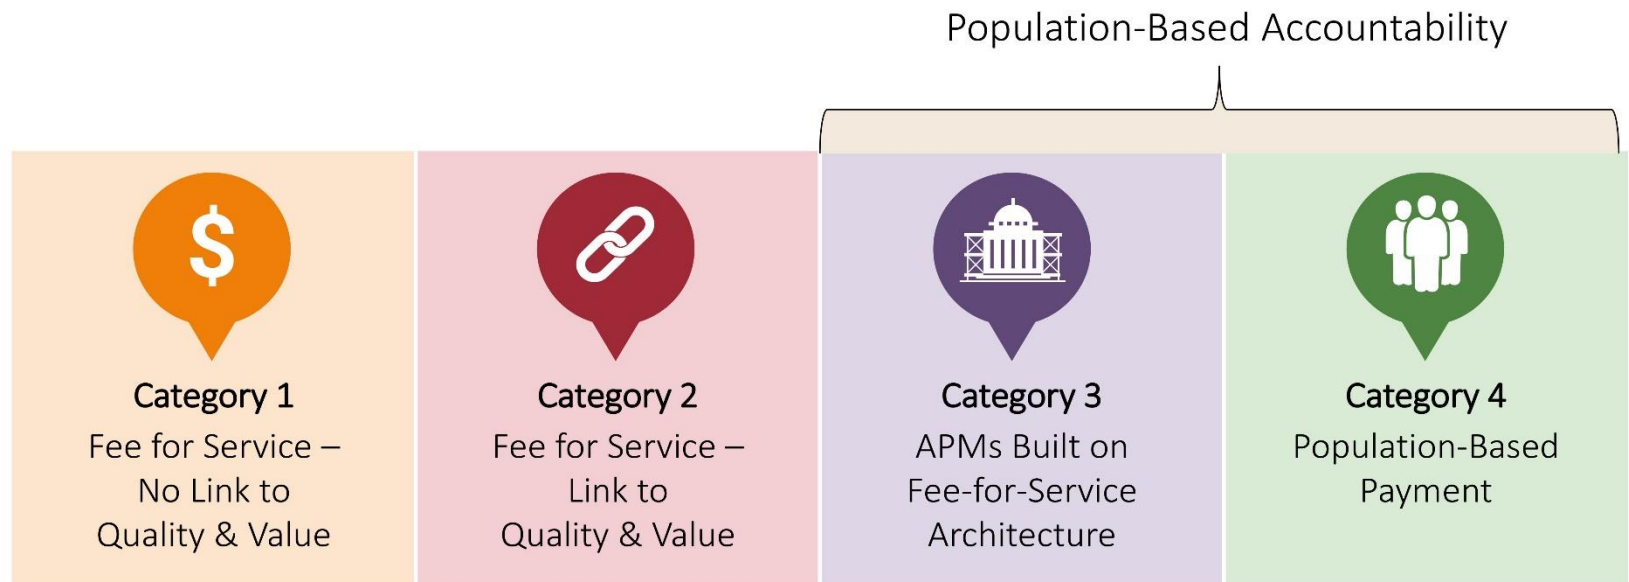 Population-Based Accountability
$
Category 1
Fee for Service –
No Link to
Quality & Value
Category 2
Fee for Service –
Link to
Quality & Value
Category 3
APMs Built on
Fee-for-Service
Architecture
Category 4
Population-Based
Payment